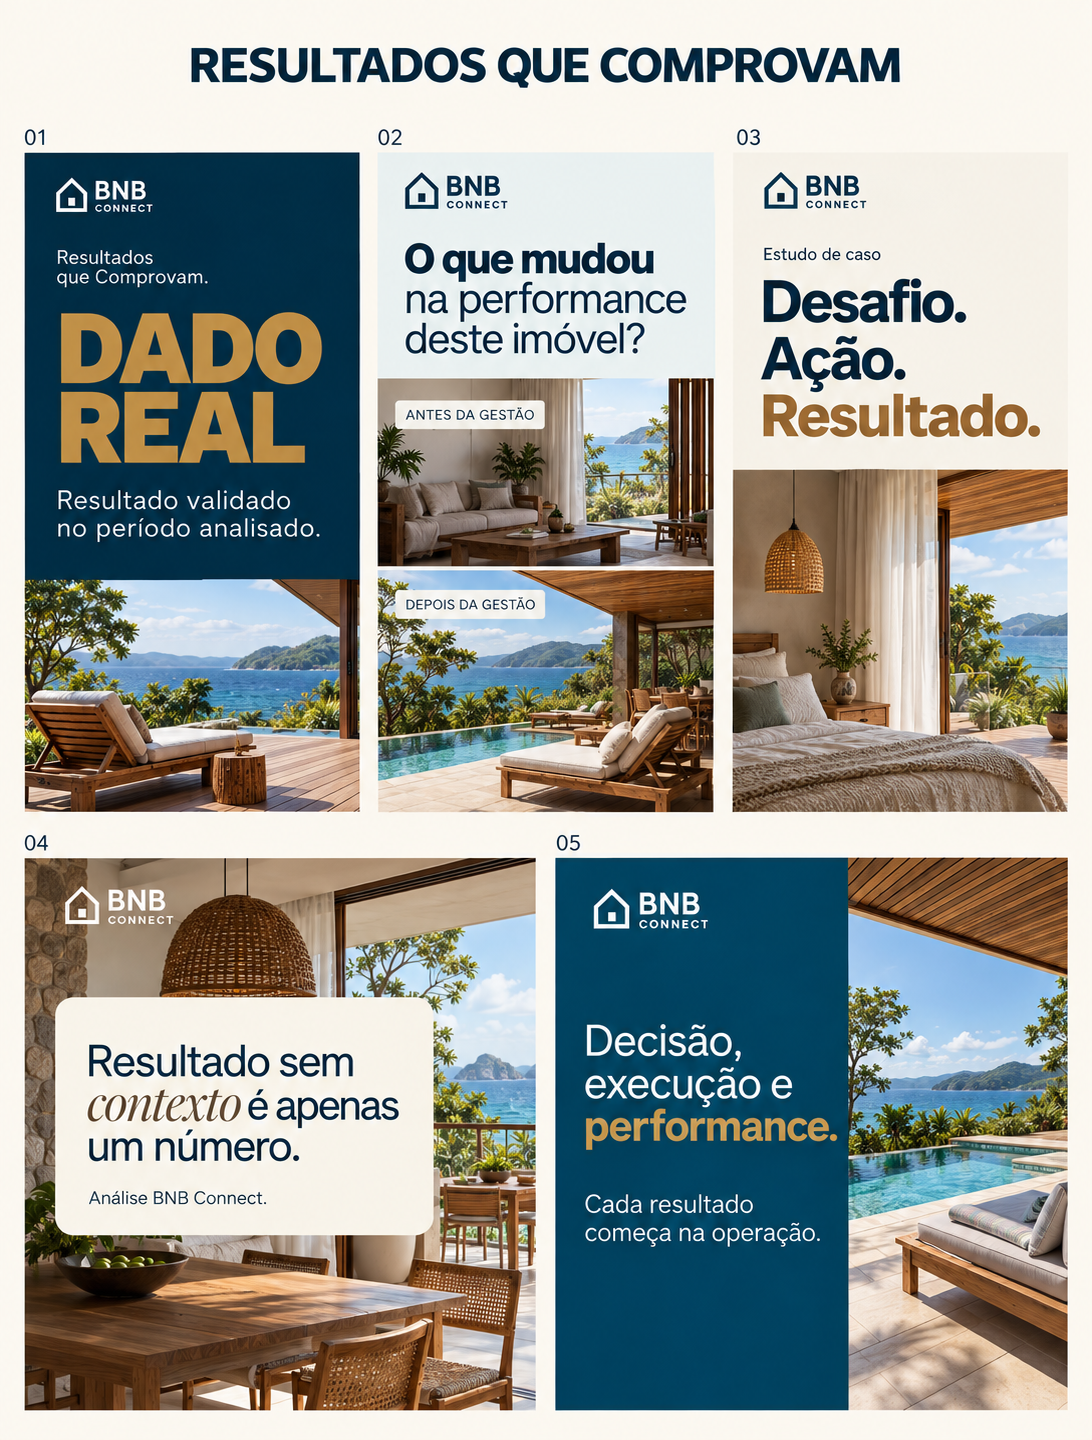 RESULTADOS QUE COMPROVAM
01
BNB
CONNECT
Resultados
que Comprovam.
DADO
REAL
Resultado validado
no período analisado.
02
BNB
CONNECT
O que mudou
na performance
deste imóvel?
ANTES DA GESTÃO
DEPOIS DA GESTÃO
03
BNB
CONNECT
Estudo de caso
Desafio.
Ação.
Resultado.
04
BNB
CONNECT
Resultado sem
contexto é apenas
um número.
Análise BNB Connect.
05
BNB
CONNECT
Decisão,
execução e
performance.
Cada resultado
começa na operação.